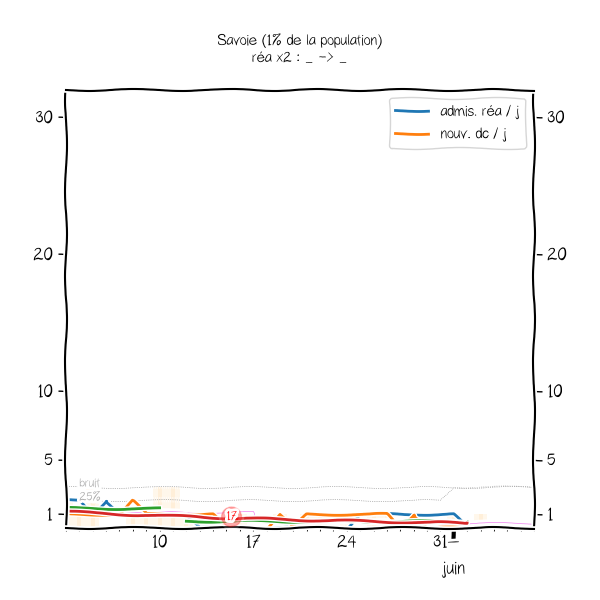 Savoie (1% de la population)
réa x2 : _ -> _
admis. réa / j
nouv. dc / j
30
30
20
20
10
10
5
5
bruit
25%
1
17
1
10
17
24
31
juin